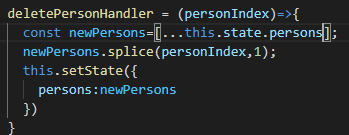 deletePersonHandler = (personIndex)=>{
const newPersons=[...this.state.persons];
newPersons.splice(personIndex,1);
this.setState({
persons:newPersons
})
}